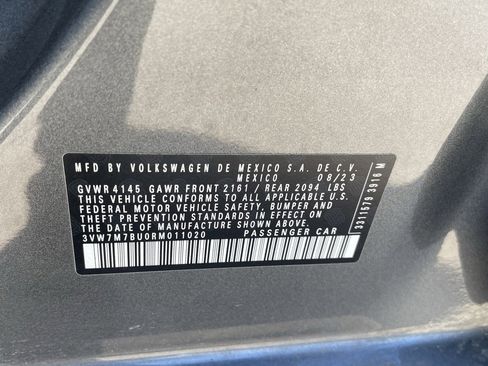 MFD BY VOLKSWAGEN DE MEXICO S.A. DE C.V.
MEXICO 08/23
GVWR 4145 GAWR FRONT 2161 / REAR 2094 LBS
THIS VEHICLE CONFORMS TO ALL APPLICABLE U.S.
FEDERAL MOTOR VEHICLE SAFETY, BUMPER AND
THEFT PREVENTION STANDARDS IN EFFECT ON THE
DATE OF MANUFACTURE SHOWN ABOVE.
3VW7M7BU0RM011020 PASSENGER CAR
3311579 3916 M